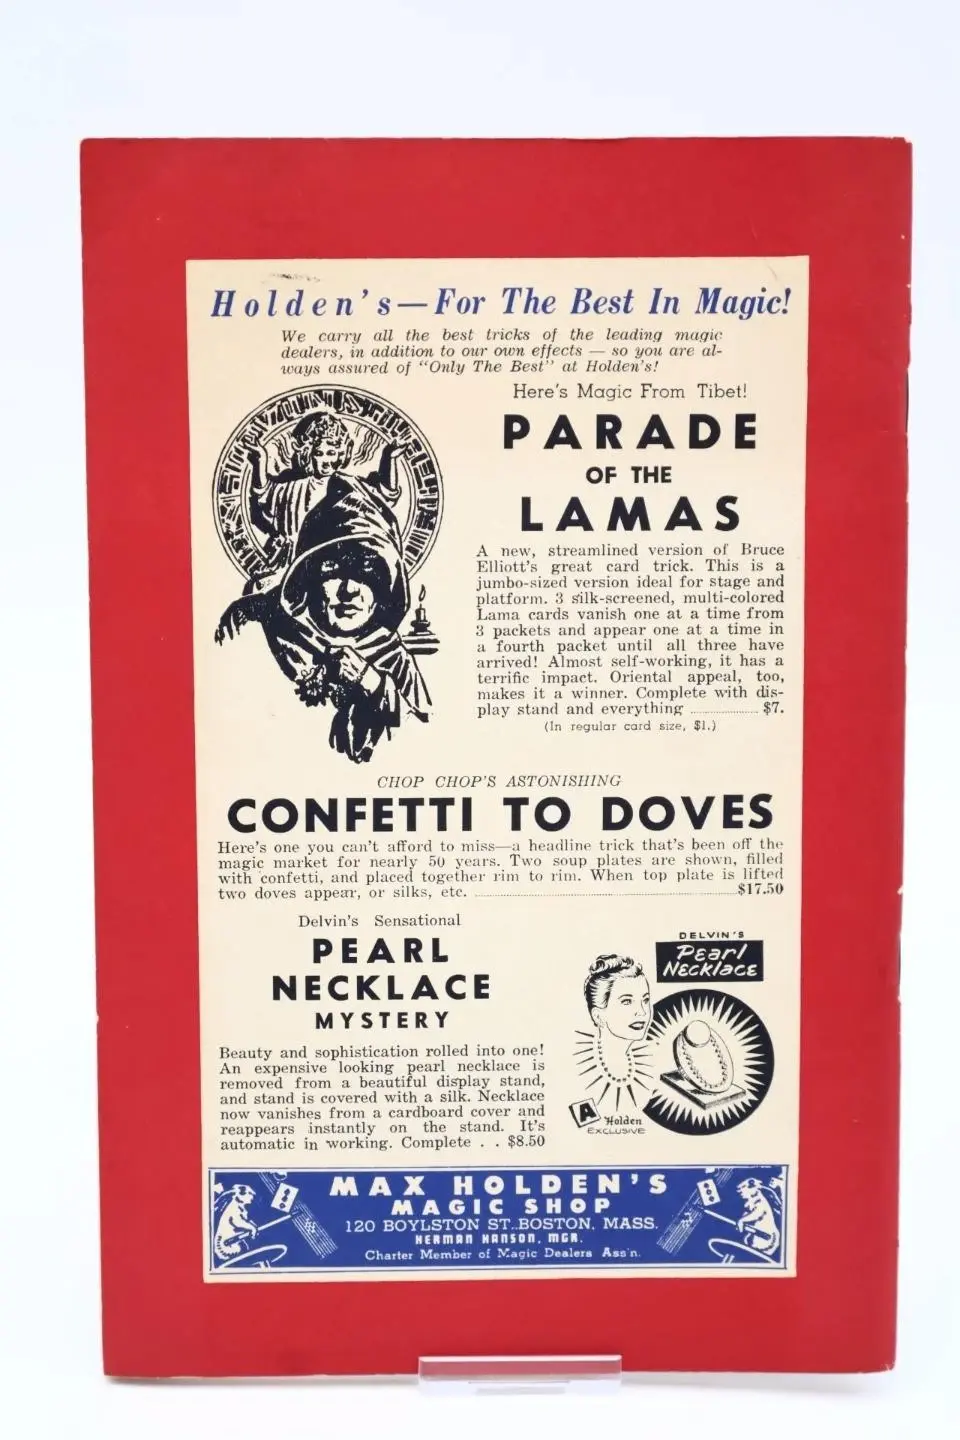 Holden's—For The Best In Magic!
We carry all the best tricks of the leading magic
dealers, in addition to our own effects — so you are al-
ways assured of "Only The Best" at Holden's!
Here's Magic From Tibet!
PARADE
OF THE
LAMAS
A new, streamlined version of Bruce
Elliott's great card trick. This is a
jumbo-sized version ideal for stage and
platform. 3 silk-screened, multi-colored
Lama cards vanish one at a time from
3 packets and appear one at a time in
a fourth packet until all three have
arrived! Almost self-working, it has a
terrific impact. Oriental appeal, too,
makes it a winner. Complete with dis-
play stand and everything .................... $7.
(In regular card size, $1.)
CHOP CHOP'S ASTONISHING
CONFETTI TO DOVES
Here's one you can't afford to miss—a headline trick that's been off the
magic market for nearly 50 years. Two soup plates are shown, filled
with confetti, and placed together rim to rim. When top plate is lifted
two doves appear, or silks, etc. ............................................................$17.50
Delvin's Sensational
PEARL
NECKLACE
MYSTERY
Beauty and sophistication rolled into one!
An expensive looking pearl necklace is
removed from a beautiful display stand,
and stand is covered with a silk. Necklace
now vanishes from a cardboard cover and
reappears instantly on the stand. It's
automatic in working. Complete . . $8.50
DELVIN'S
Pearl
Necklace
A Holden
EXCLUSIVE
MAX HOLDEN'S
MAGIC SHOP
120 BOYLSTON ST..BOSTON. MASS.
HERMAN HANSON, MGR.
Charter Member of Magic Dealers Ass'n.